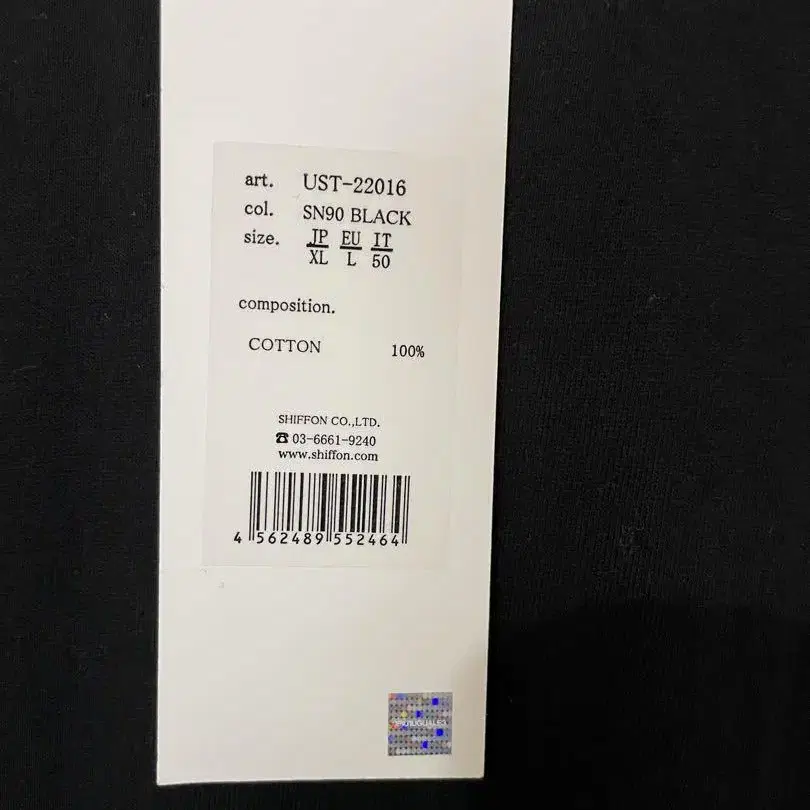 art. UST-22016
col. SN90 BLACK
size. JP EU IT
XL L 50
composition.
COTTON 100%
SHIFFON CO.,LTD.
☎ 03-6661-9240
www.shiffon.com
4 562489 552464